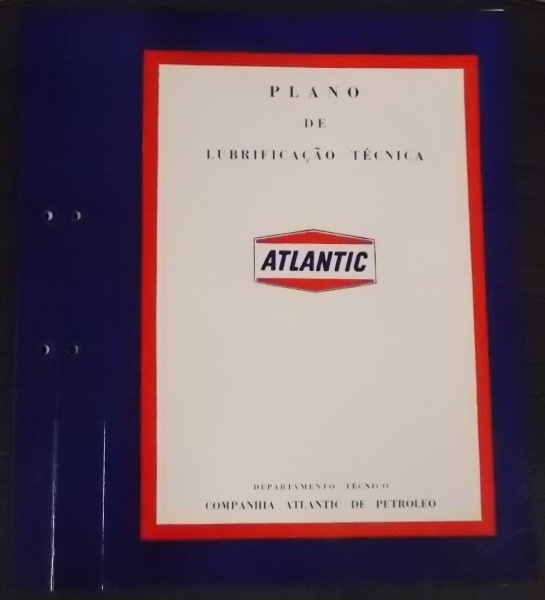 PLANO
DE
LUBRIFICAÇÃO TÉCNICA
ATLANTIC
DEPARTAMENTO TÉCNICO
COMPANHIA ATLANTIC DE PETROLEO